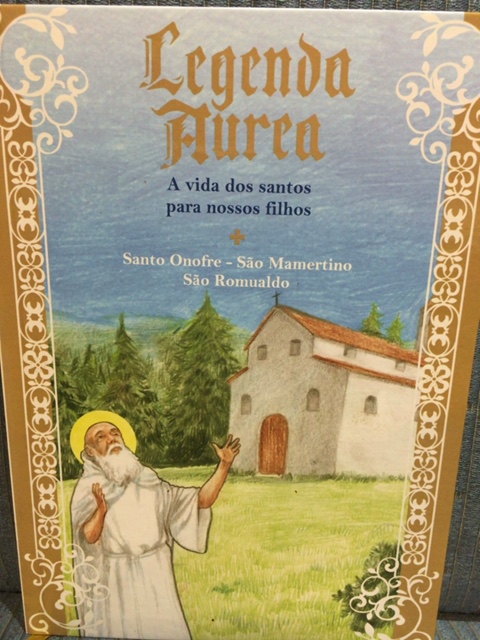 Legenda
Aurea
A vida dos santos
para nossos filhos
Santo Onofre - São Mamertino
São Romualdo